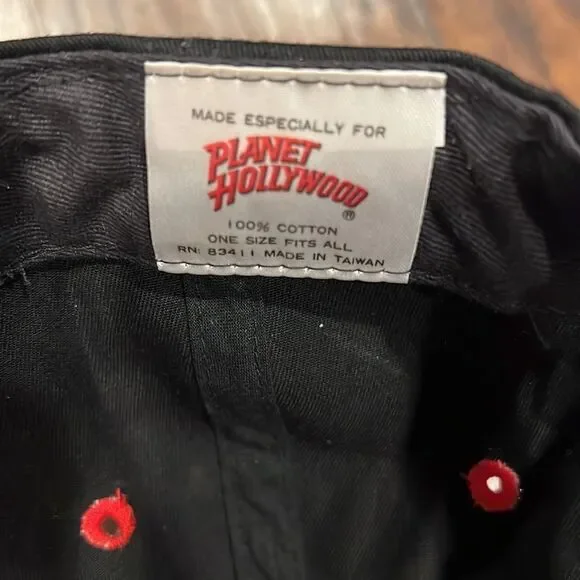 MADE ESPECIALLY FOR
PLANET
HOLLYWOOD
®
100% COTTON
ONE SIZE FITS ALL
RN: 83411 MADE IN TAIWAN